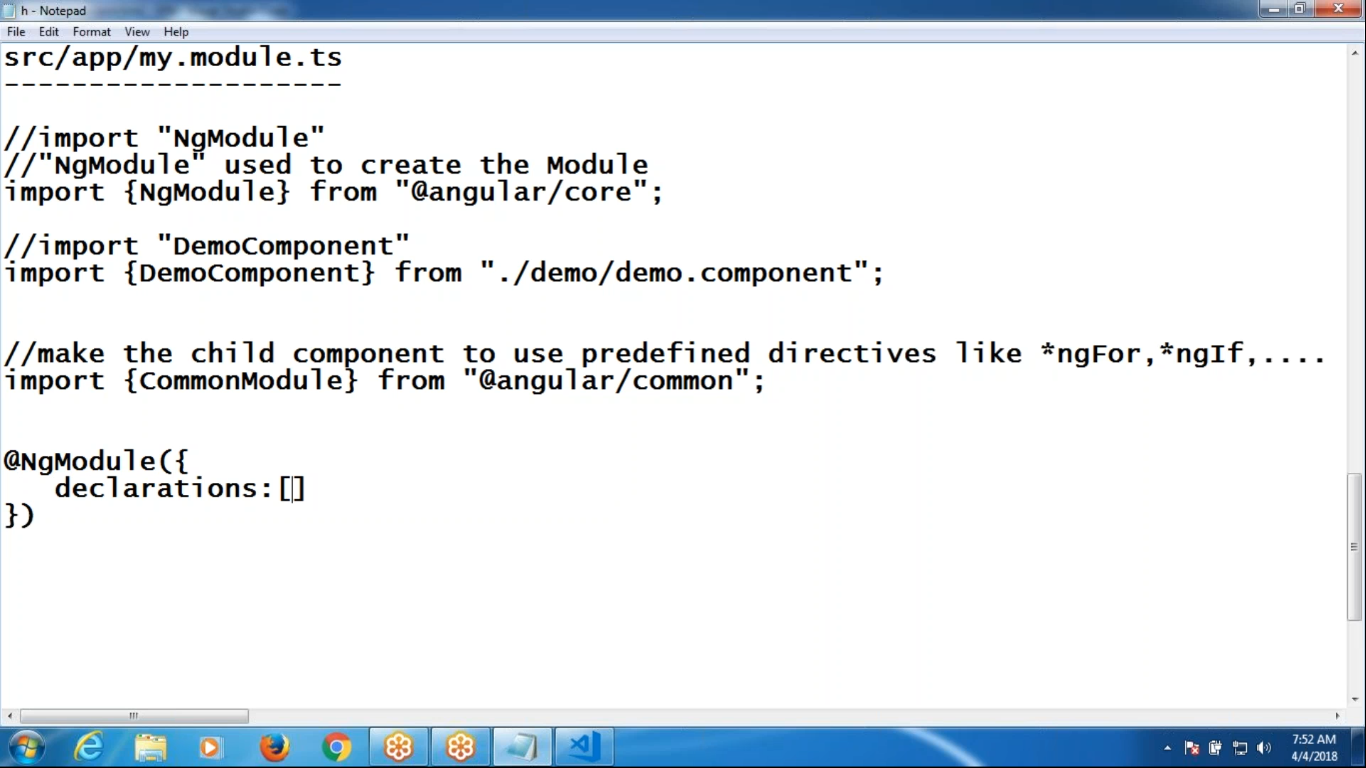 h - Notepad
File Edit Format View Help
src/app/my.module.ts
--------------------
//import "NgModule"
//"NgModule" used to create the Module
import {NgModule} from "@angular/core";
//import "DemoComponent"
import {DemoComponent} from "./demo/demo.component";
//make the child component to use predefined directives like *ngFor,*ngIf,....
import {CommonModule} from "@angular/common";
@NgModule({
   declarations:[]
})
7:52 AM
4/4/2018